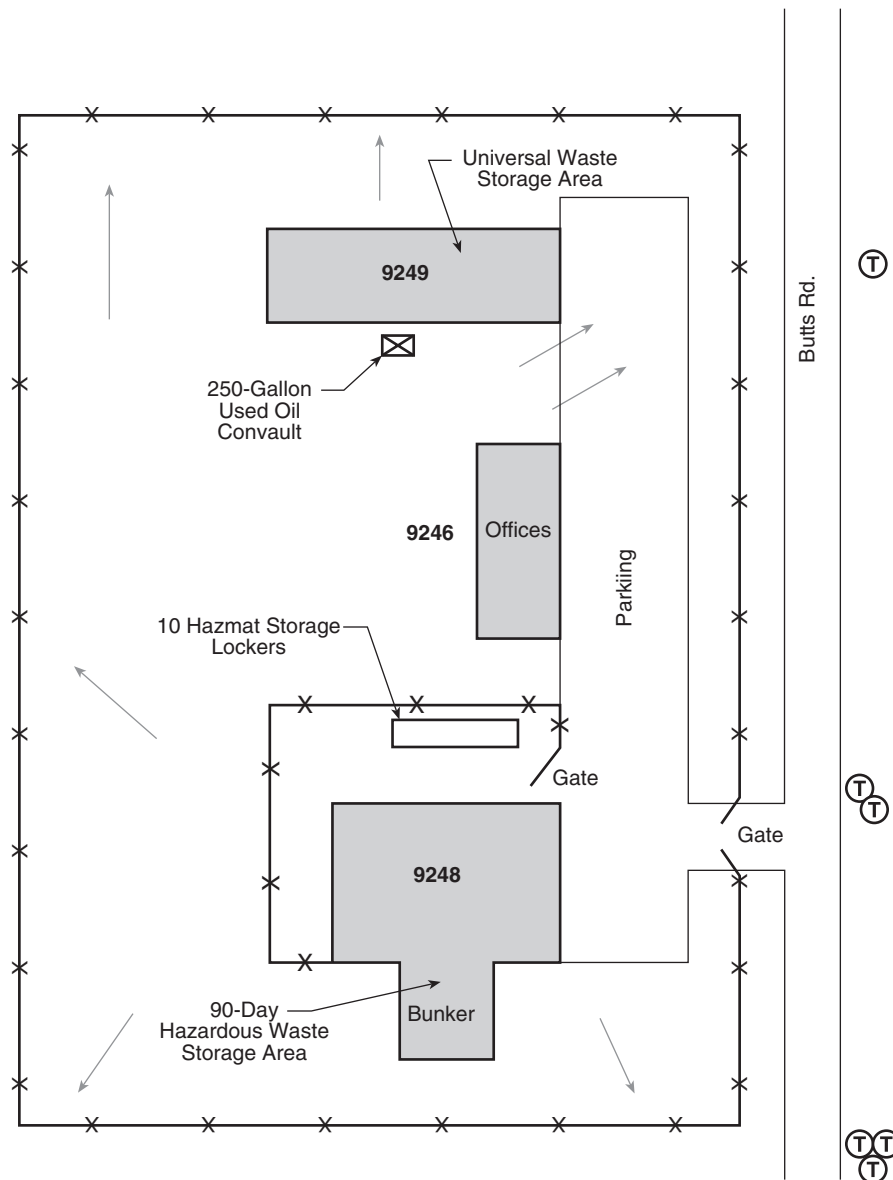 Universal Waste
Storage Area
9249
T
Butts Rd.
250-Gallon
Used Oil
Convault
9246
Offices
Parkiing
10 Hazmat Storage
Lockers
Gate
T
T
Gate
9248
90-Day
Hazardous Waste
Storage Area
Bunker
T
T
T